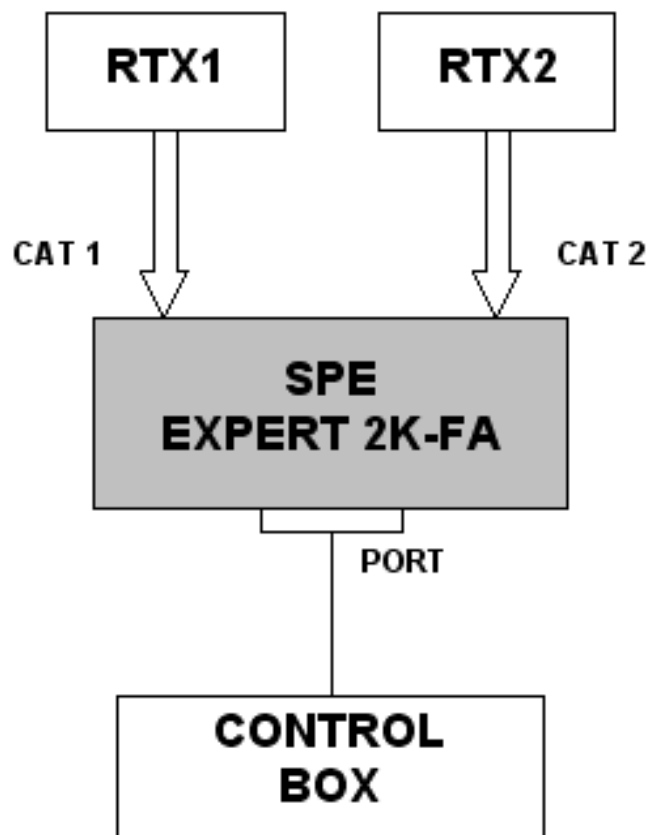 RTX1
RTX2
CAT 1
CAT 2
SPE
EXPERT 2K-FA
PORT
CONTROL
BOX